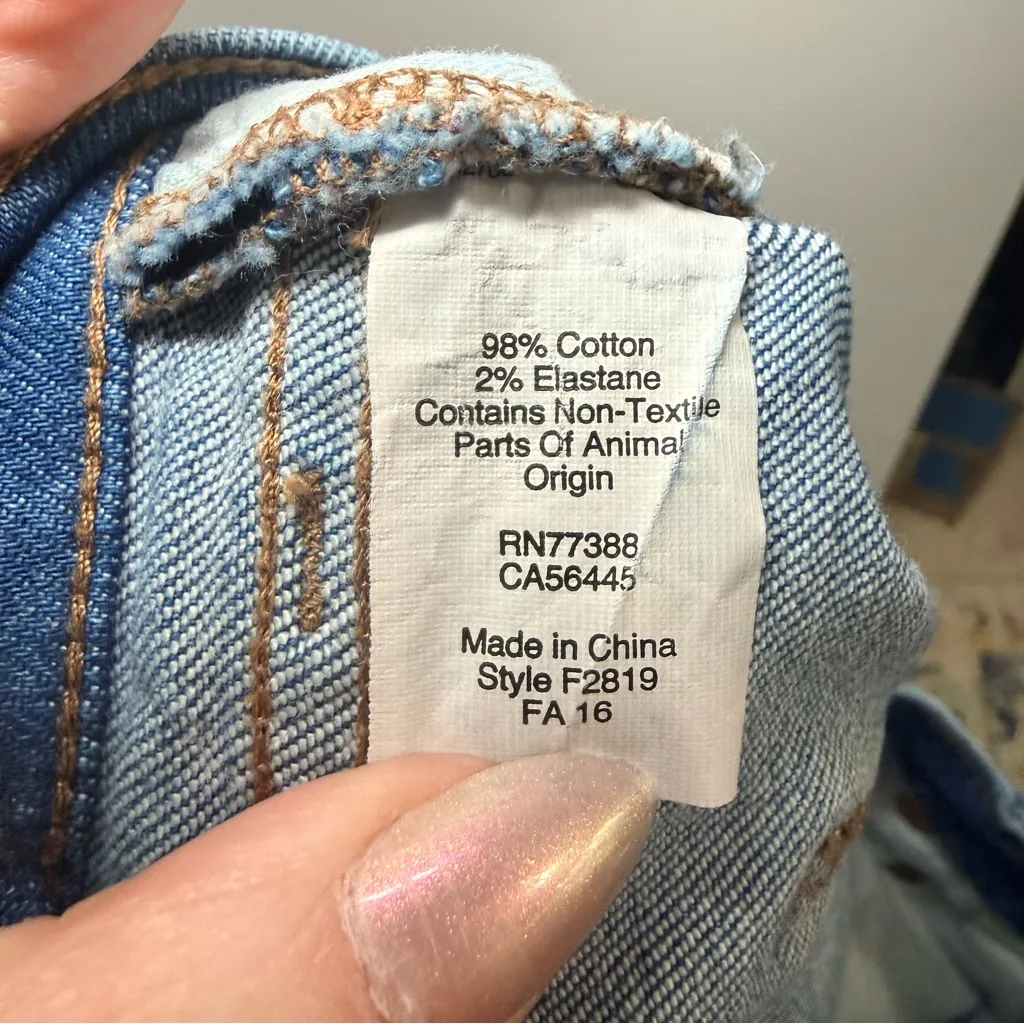 98% Cotton
2% Elastane
Contains Non-Textile
Parts Of Animal
Origin
RN77388
CA56445
Made in China
Style F2819
FA 16